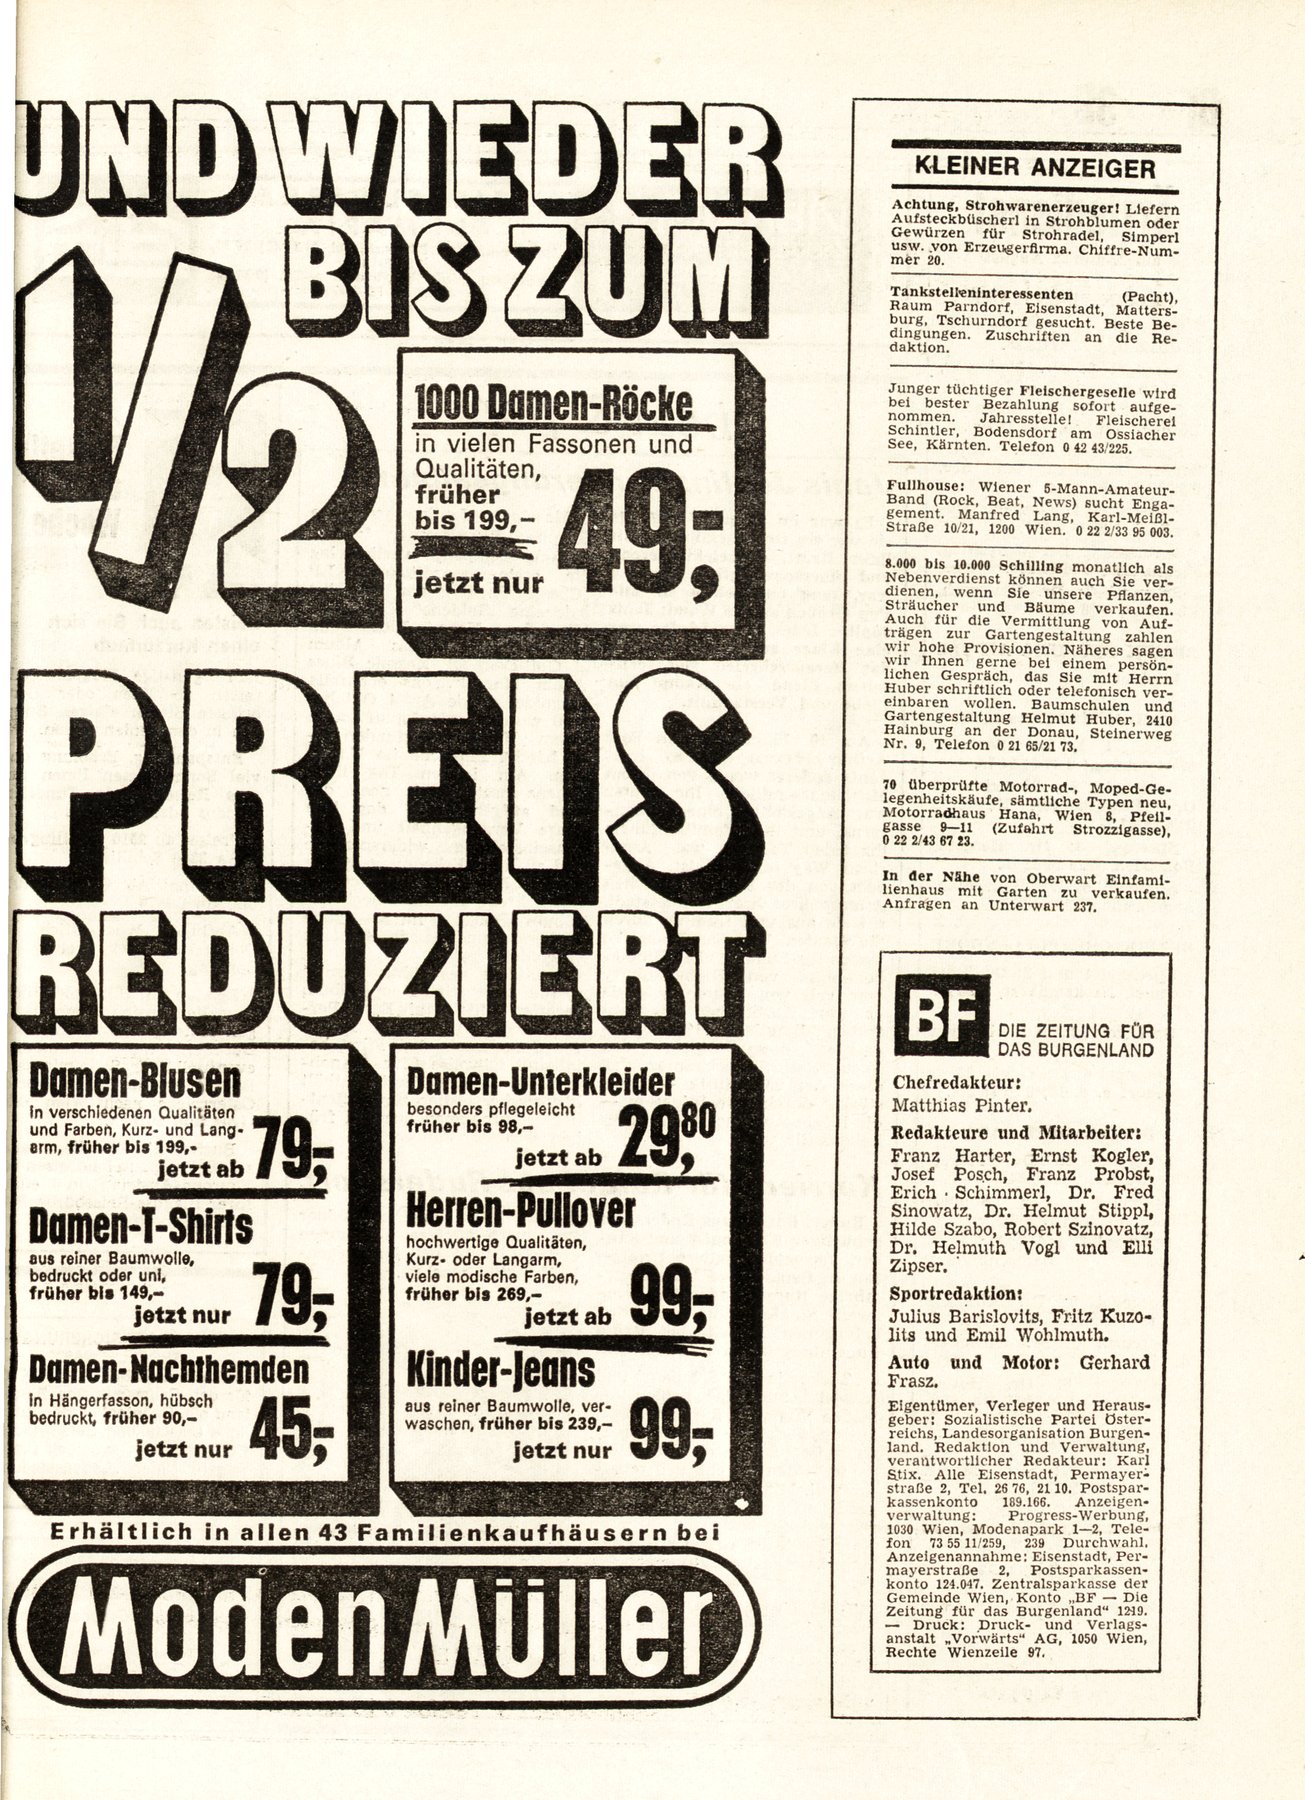 UND WIEDER
BIS ZUM
1/2
1000 Damen-Röcke
in vielen Fassonen und
Qualitäten,
früher
bis 199,–
jetzt nur
49,-
PREIS
REDUZIERT
Damen-Blusen
in verschiedenen Qualitäten
und Farben, Kurz- und Lang-
arm, früher bis 199,-
jetzt ab 79,-
Damen-T-Shirts
aus reiner Baumwolle,
bedruckt oder uni,
früher bis 149,–
jetzt nur 79,-
Damen-Nachthemden
in Hängerfasson, hübsch
bedruckt, früher 90,–
jetzt nur 45,-
Damen-Unterkleider
besonders pflegeleicht
früher bis 98,–
jetzt ab 29,80
Herren-Pullover
hochwertige Qualitäten,
Kurz- oder Langarm,
viele modische Farben,
früher bis 269,–
jetzt ab 99,-
Kinder-Jeans
aus reiner Baumwolle, ver-
waschen, früher bis 239,–
jetzt nur 99,-
Erhältlich in allen 43 Familienkaufhäusern bei
Moden Müller
KLEINER ANZEIGER
Achtung, Strohwarenerzeuger! Liefern
Aufsteckbüscherl in Strohblumen oder
Gewürzen für Strohradel, Simperl
usw. von Erzeugerfirma. Chiffre-Num-
mer 20.
Tankstelleninteressenten (Pacht),
Raum Parndorf, Eisenstadt, Matters-
burg, Tschurndorf gesucht. Beste Be-
dingungen. Zuschriften an die Re-
daktion.
Junger tüchtiger Fleischergeselle wird
bei bester Bezahlung sofort aufge-
nommen. Jahresstelle! Fleischerei
Schintler, Bodensdorf am Ossiacher
See, Kärnten. Telefon 0 42 43/225.
Fullhouse: Wiener 5-Mann-Amateur-
Band (Rock, Beat, News) sucht Enga-
gement. Manfred Lang, Karl-Meißl-
Straße 10/21, 1200 Wien. 0 22 2/33 95 003.
8.000 bis 10.000 Schilling monatlich als
Nebenverdienst können auch Sie ver-
dienen, wenn Sie unsere Pflanzen,
Sträucher und Bäume verkaufen.
Auch für die Vermittlung von Auf-
trägen zur Gartengestaltung zahlen
wir hohe Provisionen. Näheres sagen
wir Ihnen gerne bei einem persön-
lichen Gespräch, das Sie mit Herrn
Huber schriftlich oder telefonisch ver-
einbaren wollen. Baumschulen und
Gartengestaltung Helmut Huber, 2410
Hainburg an der Donau, Steinerweg
Nr. 9, Telefon 0 21 65/21 73.
70 überprüfte Motorrad-, Moped-Ge-
legenheitskäufe, sämtliche Typen neu,
Motorradhaus Hana, Wien 8, Pfeil-
gasse 9—11 (Zufahrt Strozzigasse),
0 22 2/43 67 23.
In der Nähe von Oberwart Einfami-
lienhaus mit Garten zu verkaufen.
Anfragen an Unterwart 237.
BF DIE ZEITUNG FÜR
DAS BURGENLAND
Chefredakteur:
Matthias Pinter.
Redakteure und Mitarbeiter:
Franz Harter, Ernst Kogler,
Josef Posch, Franz Probst,
Erich Schimmerl, Dr. Fred
Sinowatz, Dr. Helmut Stippl,
Hilde Szabo, Robert Szinovatz,
Dr. Helmuth Vogl und Elli
Zipser.
Sportredaktion:
Julius Barislovits, Fritz Kuzo-
lits und Emil Wohlmuth.
Auto und Motor: Gerhard
Frasz.
Eigentümer, Verleger und Heraus-
geber: Sozialistische Partei Öster-
reichs, Landesorganisation Burgen-
land. Redaktion und Verwaltung,
verantwortlicher Redakteur: Karl
Stix. Alle Eisenstadt, Permayer-
straße 2, Tel. 26 76, 21 10. Postspar-
kassenkonto 189.166. Anzeigen-
verwaltung: Progress-Werbung,
1030 Wien, Modenapark 1—2, Tele-
fon 73 55 11/259, 239 Durchwahl.
Anzeigenannahme: Eisenstadt, Per-
mayerstraße 2, Postsparkassen-
konto 124.047. Zentralsparkasse der
Gemeinde Wien, Konto „BF — Die
Zeitung für das Burgenland“ 1219.
— Druck: Druck- und Verlags-
anstalt „Vorwärts“ AG, 1050 Wien,
Rechte Wienzeile 97.